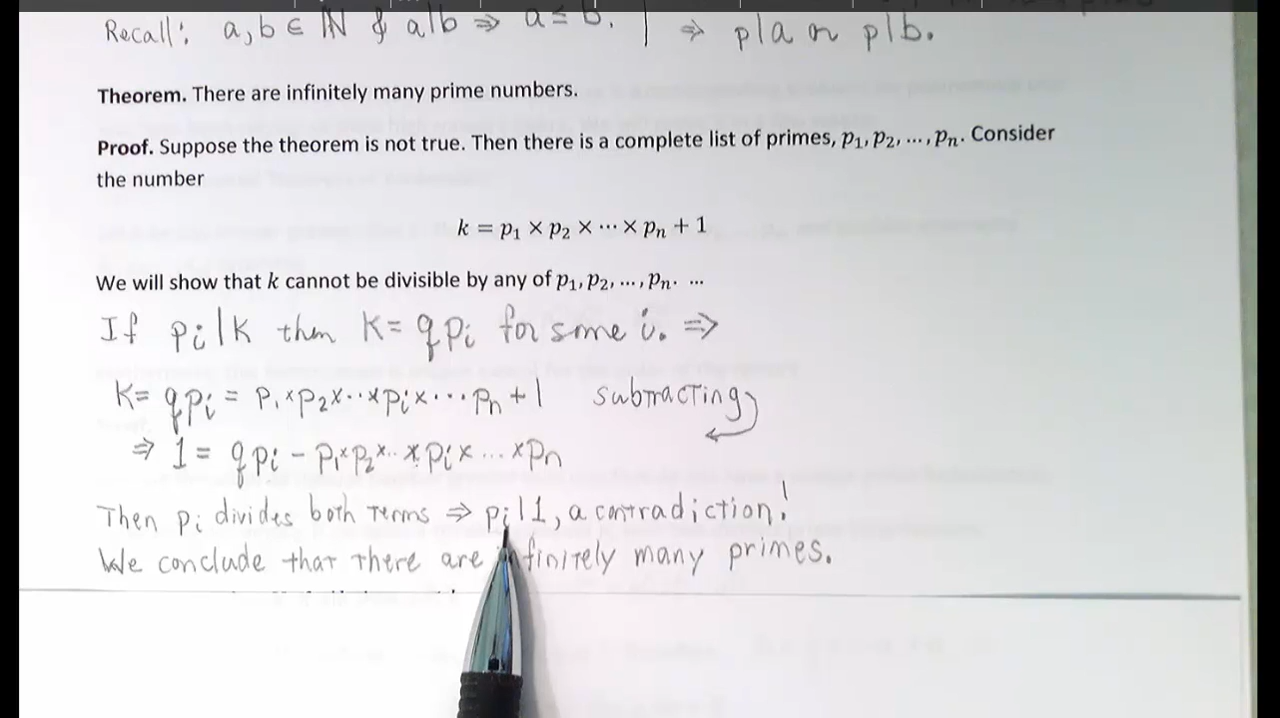 Recall: a,b ∈ ℕ & a|b ⇒ a ≤ b. | ⇒ p|a or p|b.
Theorem. There are infinitely many prime numbers.
Proof. Suppose the theorem is not true. Then there is a complete list of primes, p₁, p₂, ..., pₙ. Consider
the number
k = p₁ × p₂ × ⋯ × pₙ + 1
We will show that k cannot be divisible by any of p₁, p₂, ..., pₙ. ...
If pᵢ|K then K = qpᵢ for some i. ⇒
K = qpᵢ = p₁×p₂×··×pᵢ×···pₙ + 1 subtracting
⇒ 1 = qpᵢ − p₁×p₂×··×pᵢ×...×pₙ
Then pᵢ divides both terms ⇒ pᵢ|1, a contradiction!
We conclude that there are infinitely many primes.